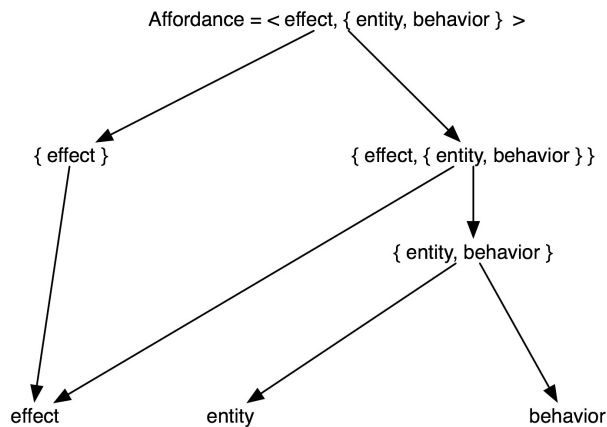 Affordance = < effect, { entity, behavior } >
{ effect }
{ effect, { entity, behavior } }
{ entity, behavior }
effect
entity
behavior